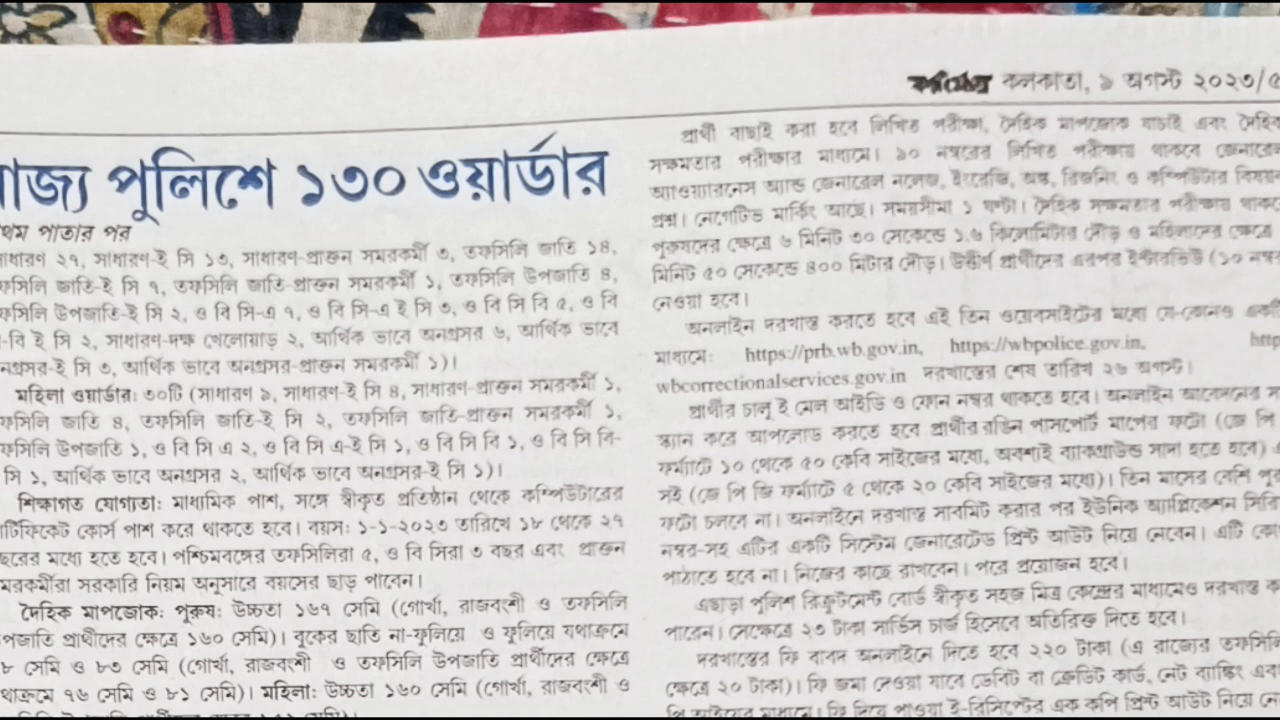 কলকাতা, ৯ অগস্ট ২০২৩/৫
রাজ্য পুলিশে ১৩০ ওয়ার্ডার
প্রথম পাতার পর
সাধারণ ২৭, সাধারণ-ই সি ১৩, সাধারণ-প্রাক্তন সমরকর্মী ৩, তফসিলি জাতি ১৪,
তফসিলি জাতি-ই সি ৭, তফসিলি জাতি-প্রাক্তন সমরকর্মী ১, তফসিলি উপজাতি ৪,
তফসিলি উপজাতি-ই সি ২, ও বি সি-এ ৭, ও বি সি-এ ই সি ৩, ও বি সি বি ৫, ও বি
-বি ই সি ২, সাধারণ-দক্ষ খেলোয়াড় ২, আর্থিক ভাবে অনগ্রসর ৬, আর্থিক ভাবে
অনগ্রসর-ই সি ৩, আর্থিক ভাবে অনগ্রসর-প্রাক্তন সমরকর্মী ১)।
মহিলা ওয়ার্ডার: ৩০টি (সাধারণ ৯, সাধারণ-ই সি ৪, সাধারণ-প্রাক্তন সমরকর্মী ১,
তফসিলি জাতি ৪, তফসিলি জাতি-ই সি ২, তফসিলি জাতি-প্রাক্তন সমরকর্মী ১,
তফসিলি উপজাতি ১, ও বি সি এ ২, ও বি সি এ-ই সি ১, ও বি সি বি ১, ও বি সি বি-
সি ১, আর্থিক ভাবে অনগ্রসর ২, আর্থিক ভাবে অনগ্রসর-ই সি ১)।
শিক্ষাগত যোগ্যতা: মাধ্যমিক পাশ, সঙ্গে স্বীকৃত প্রতিষ্ঠান থেকে কম্পিউটারের
সার্টিফিকেট কোর্স পাশ করে থাকতে হবে। বয়স: ১-১-২০২৩ তারিখে ১৮ থেকে ২৭
বছরের মধ্যে হতে হবে। পশ্চিমবঙ্গের তফসিলিরা ৫, ও বি সিরা ৩ বছর এবং প্রাক্তন
সমরকর্মীরা সরকারি নিয়ম অনুসারে বয়সের ছাড় পাবেন।
দৈহিক মাপজোক: পুরুষ: উচ্চতা ১৬৭ সেমি (গোর্খা, রাজবংশী ও তফসিলি
উপজাতি প্রার্থীদের ক্ষেত্রে ১৬০ সেমি)। বুকের ছাতি না-ফুলিয়ে ও ফুলিয়ে যথাক্রমে
৮ সেমি ও ৮৩ সেমি (গোর্খা, রাজবংশী ও তফসিলি উপজাতি প্রার্থীদের ক্ষেত্রে
যথাক্রমে ৭৬ সেমি ও ৮১ সেমি)। মহিলা: উচ্চতা ১৬০ সেমি (গোর্খা, রাজবংশী ও
প্রার্থী বাছাই করা হবে লিখিত পরীক্ষা, দৈহিক মাপজোক যাচাই এবং দৈহিক
সক্ষমতার পরীক্ষার মাধ্যমে। ৯০ নম্বরের লিখিত পরীক্ষায় থাকবে জেনারেল
অ্যাওয়ারনেস অ্যান্ড জেনারেল নলেজ, ইংরেজি, অঙ্ক, রিজনিং ও কম্পিউটার বিষয়ক
প্রশ্ন। নেগেটিভ মার্কিং আছে। সময়সীমা ১ ঘণ্টা। দৈহিক সক্ষমতার পরীক্ষায় থাকবে
পুরুষদের ক্ষেত্রে ৬ মিনিট ৩০ সেকেন্ডে ১.৬ কিলোমিটার দৌড় ও মহিলাদের ক্ষেত্রে
মিনিট ৫০ সেকেন্ডে ৪০০ মিটার দৌড়। উত্তীর্ণ প্রার্থীদের এরপর ইন্টারভিউ (১০ নম্বর
নেওয়া হবে।
অনলাইন দরখাস্ত করতে হবে এই তিন ওয়েবসাইটের মধ্যে যে-কোনও একটি
মাধ্যমে: https://prb.wb.gov.in, https://wbpolice.gov.in, http
wbcorrectionalservices.gov.in দরখাস্তের শেষ তারিখ ২৬ অগস্ট।
প্রার্থীর চালু ই মেল আইডি ও ফোন নম্বর থাকতে হবে। অনলাইন আবেদনের স
স্ক্যান করে আপলোড করতে হবে প্রার্থীর রঙিন পাসপোর্ট মাপের ফটো (জে পি
ফর্ম্যাটে ১০ থেকে ৫০ কেবি সাইজের মধ্যে, অবশ্যই ব্যাকগ্রাউন্ড সাদা হতে হবে)
সই (জে পি জি ফর্ম্যাটে ৫ থেকে ২০ কেবি সাইজের মধ্যে)। তিন মাসের বেশি পু
ফটো চলবে না। অনলাইনে দরখাস্ত সাবমিট করার পর ইউনিক অ্যাপ্লিকেশন সিরি
নম্বর-সহ এটির একটি সিস্টেম জেনারেটেড প্রিন্ট আউট নিয়ে নেবেন। এটি কো
পাঠাতে হবে না। নিজের কাছে রাখবেন। পরে প্রয়োজন হবে।
এছাড়া পুলিশ রিক্রুটমেন্ট বোর্ড স্বীকৃত সহজ মিত্র কেন্দ্রের মাধ্যমেও দরখাস্ত ক
পারেন। সেক্ষেত্রে ২৩ টাকা সার্ভিস চার্জ হিসেবে অতিরিক্ত দিতে হবে।
দরখাস্তের ফি বাবদ অনলাইনে দিতে হবে ২২০ টাকা (এ রাজ্যের তফসিলি
ক্ষেত্রে ২০ টাকা)। ফি জমা দেওয়া যাবে ডেবিট বা ক্রেডিট কার্ড, নেট ব্যাঙ্কিং এবং